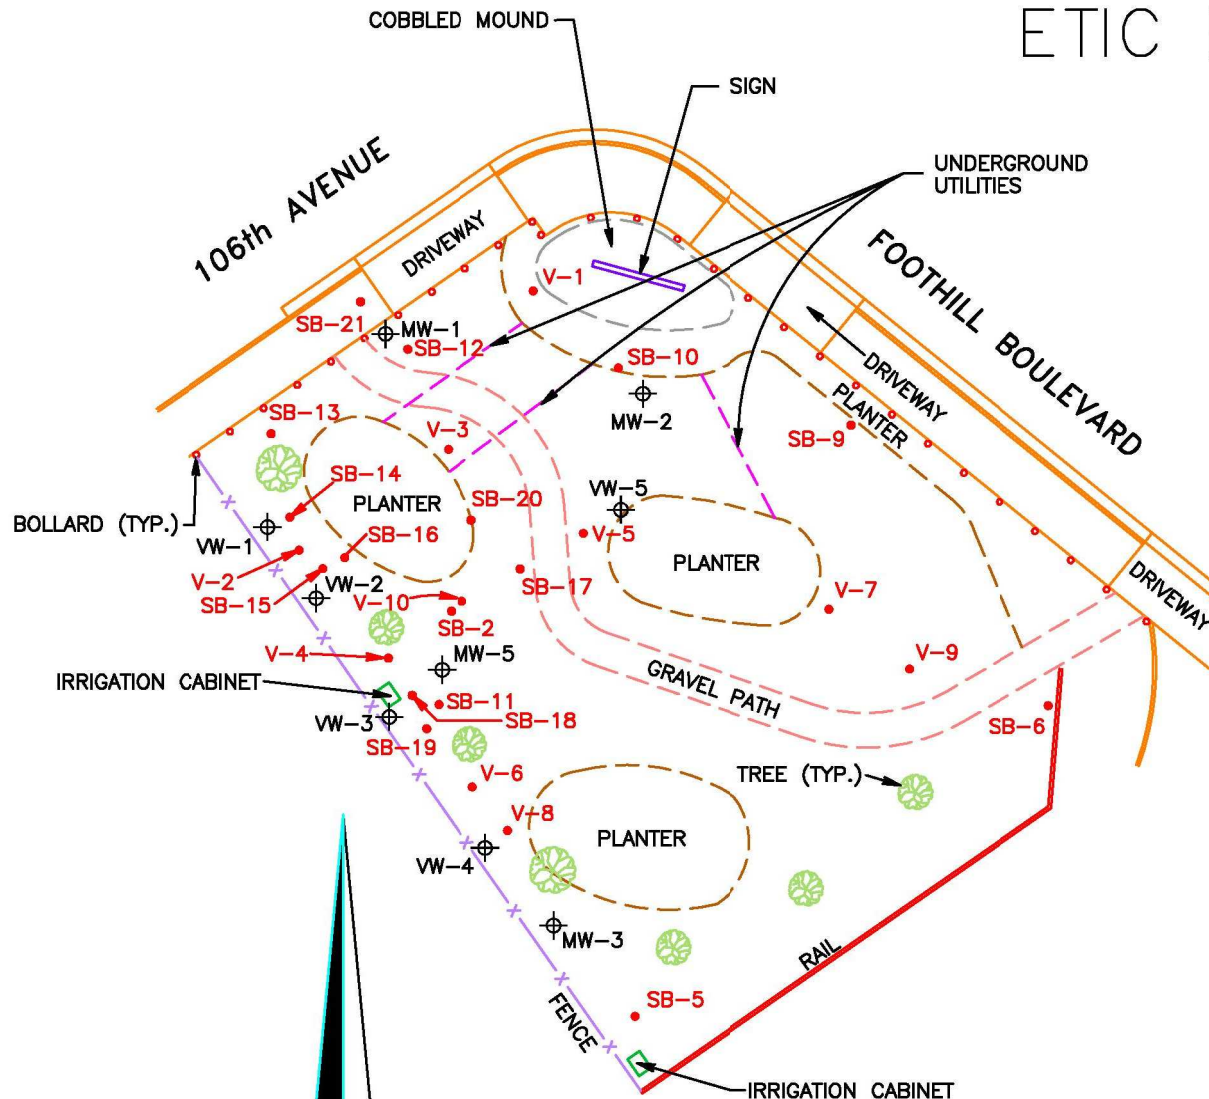 COBBLED MOUND
ETIC
SIGN
UNDERGROUND
UTILITIES
106th AVENUE
DRIVEWAY
FOOTHILL BOULEVARD
V-1
SB-21
MW-1
SB-12
SB-10
DRIVEWAY
PLANTER
MW-2
SB-13
V-3
SB-9
SB-14
PLANTER
SB-20
VW-5
BOLLARD (TYP.)
VW-1
SB-16
V-5
PLANTER
DRIVEWAY
V-2
VW-2
SB-17
SB-15
V-10
V-7
SB-2
V-4
MW-5
V-9
GRAVEL PATH
IRRIGATION CABINET
SB-11
VW-3
SB-18
SB-6
SB-19
V-6
TREE (TYP.)
V-8
PLANTER
VW-4
MW-3
RAIL
SB-5
FENCE
IRRIGATION CABINET